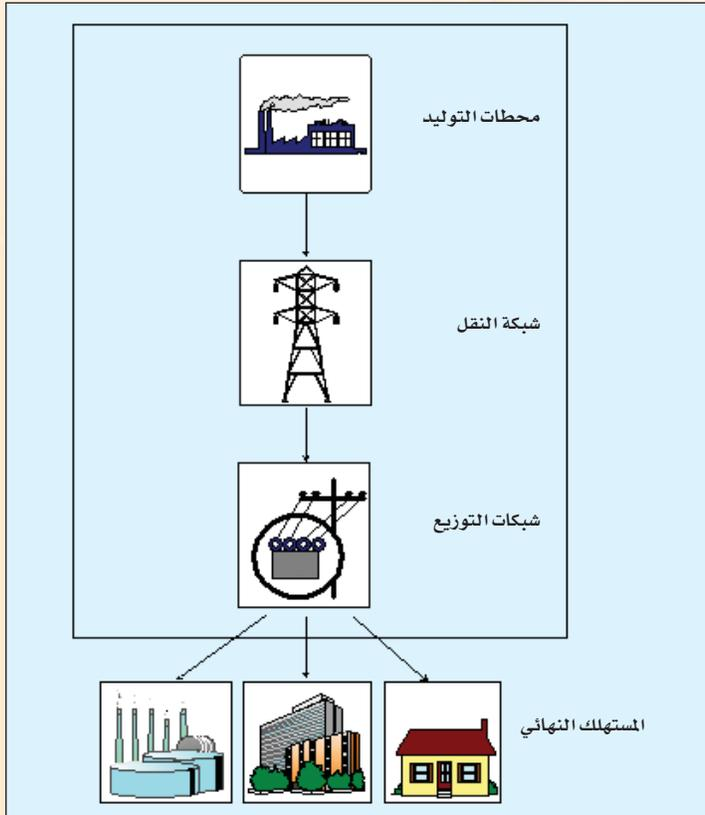 محطات التوليد
شبكة النقل
شبكات التوزيع
المستهلك النهائي